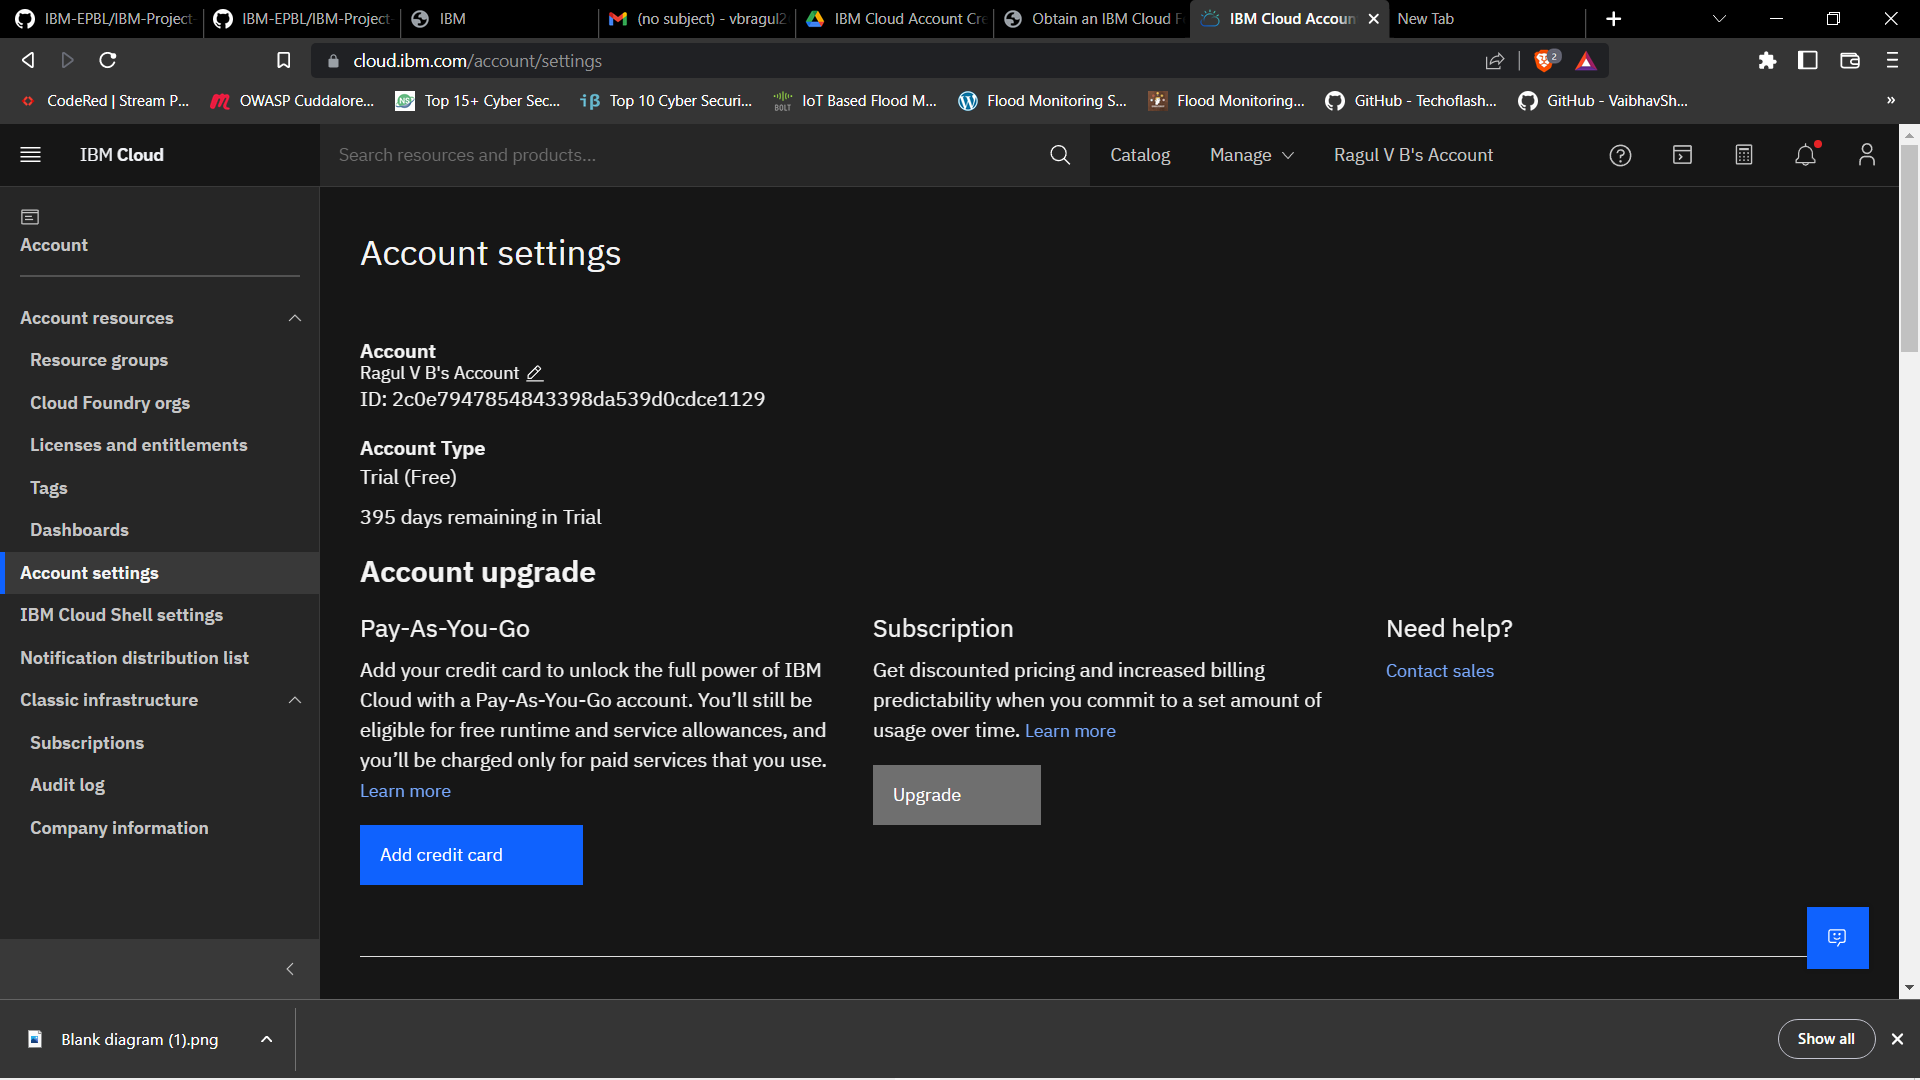 IBM-EPBL/IBM-Project-
IBM-EPBL/IBM-Project-
IBM
(no subject) - vbragul2
IBM Cloud Account Cre
Obtain an IBM Cloud F
IBM Cloud Accoun
New Tab
cloud.ibm.com/account/settings
2
CodeRed | Stream P...
OWASP Cuddalore...
Top 15+ Cyber Sec...
Top 10 Cyber Securi...
IoT Based Flood M...
Flood Monitoring S...
Flood Monitoring...
GitHub - Techoflash...
GitHub - VaibhavSh...
»
IBM Cloud
Search resources and products...
Catalog
Manage
Ragul V B's Account
Account
Account resources
Resource groups
Cloud Foundry orgs
Licenses and entitlements
Tags
Dashboards
Account settings
IBM Cloud Shell settings
Notification distribution list
Classic infrastructure
Subscriptions
Audit log
Company information
Account settings
Account
Ragul V B's Account
ID: 2c0e7947854843398da539d0cdce1129
Account Type
Trial (Free)
395 days remaining in Trial
Account upgrade
Pay-As-You-Go
Add your credit card to unlock the full power of IBM
Cloud with a Pay-As-You-Go account. You’ll still be
eligible for free runtime and service allowances, and
you’ll be charged only for paid services that you use.
Learn more
Add credit card
Subscription
Get discounted pricing and increased billing
predictability when you commit to a set amount of
usage over time. Learn more
Upgrade
Need help?
Contact sales
Blank diagram (1).png
Show all